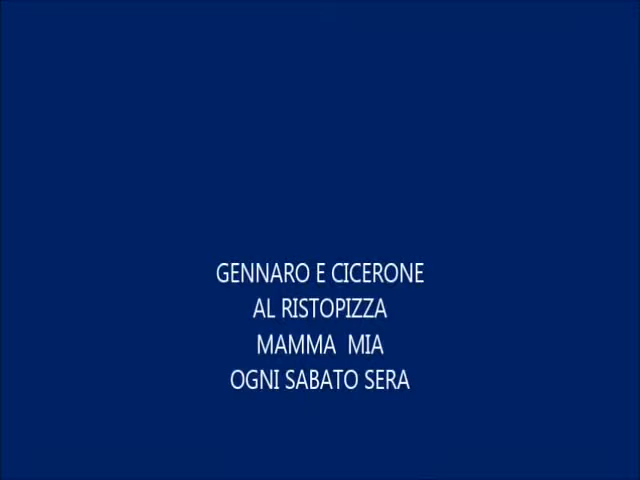 GENNARO E CICERONE
AL RISTOPIZZA
MAMMA  MIA
OGNI SABATO SERA